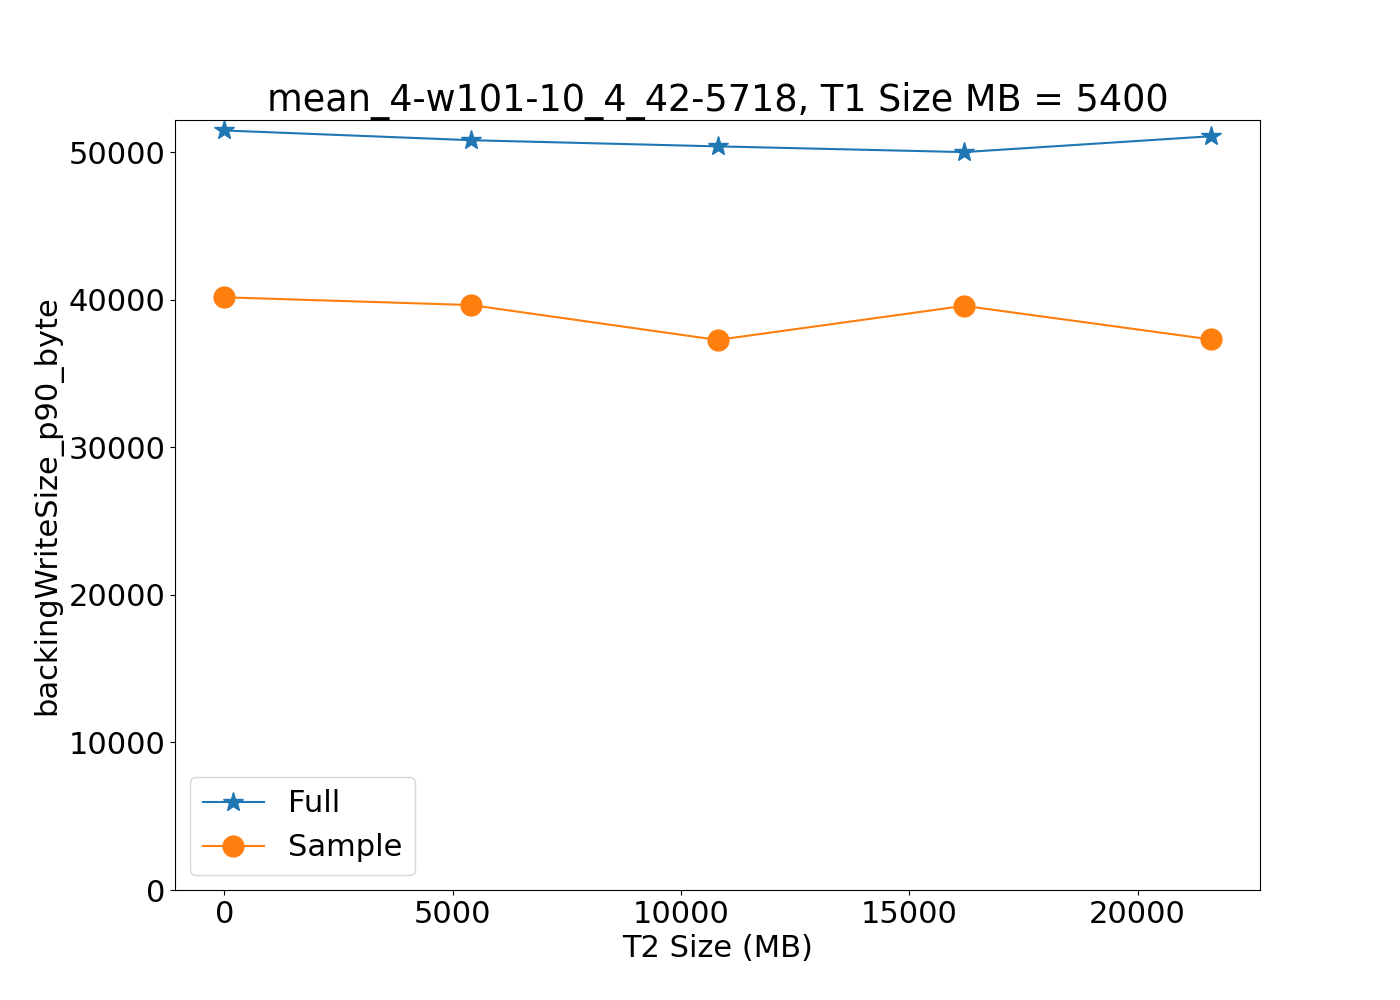 mean_4-w101-10_4_42-5718, T1 Size MB = 5400
backingWriteSize_p90_byte
50000
40000
30000
20000
10000
0
Full
Sample
0 5000 10000 15000 20000
T2 Size (MB)